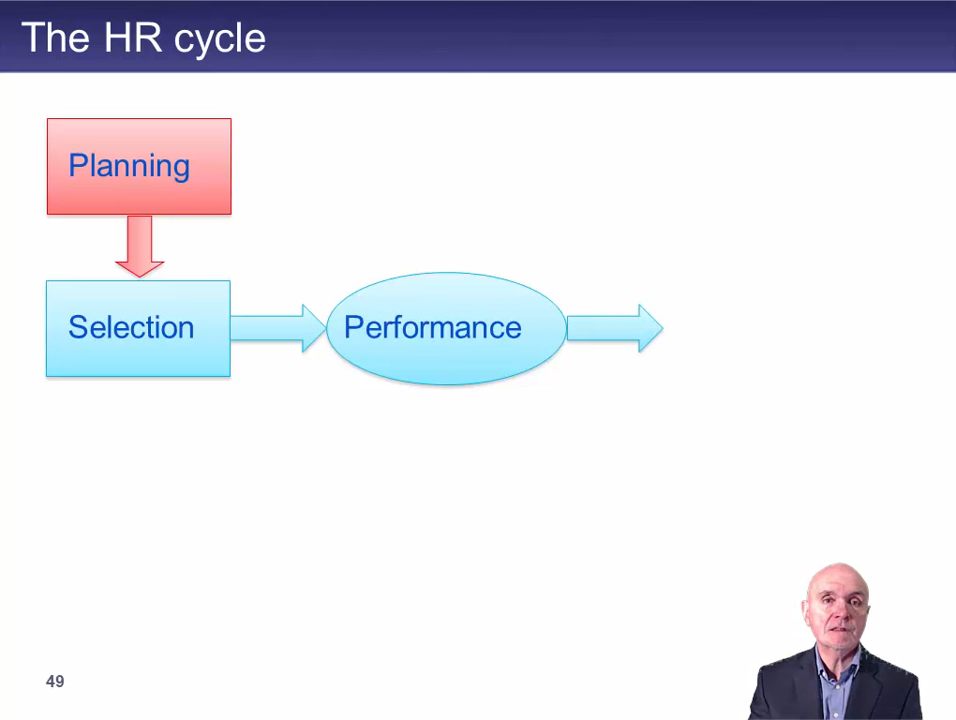 The HR cycle
Planning
Selection
Performance
49